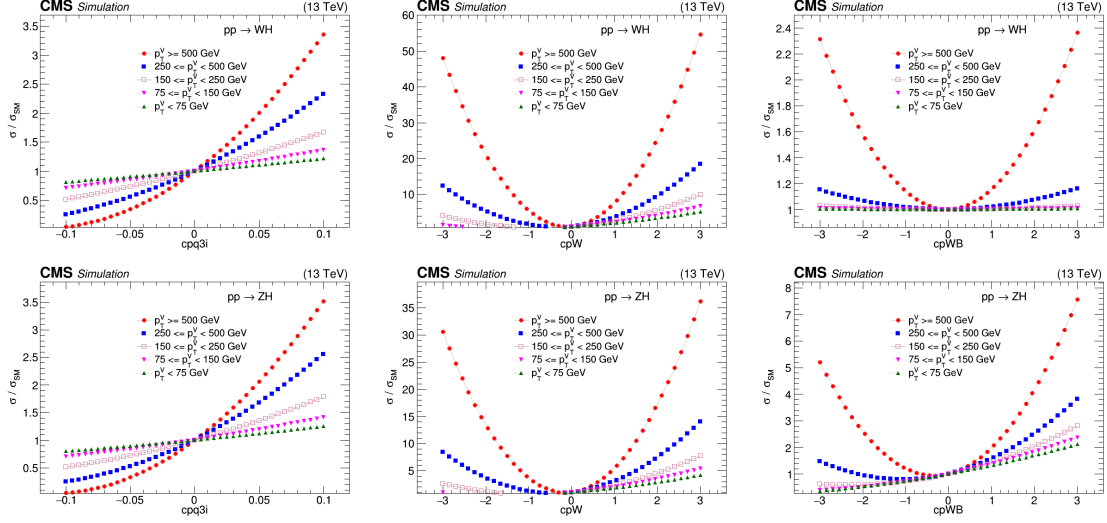 CMS Simulation (13 TeV)
pp → WH
p_T^V >= 500 GeV
250 <= p_T^V < 500 GeV
150 <= p_T^V < 250 GeV
75 <= p_T^V < 150 GeV
p_T^V < 75 GeV
σ / σ_SM
3.5
3
2.5
2
1.5
1
0.5
−0.1 −0.05 0 0.05 0.1
cpq3i
CMS Simulation (13 TeV)
pp → WH
p_T^V >= 500 GeV
250 <= p_T^V < 500 GeV
150 <= p_T^V < 250 GeV
75 <= p_T^V < 150 GeV
p_T^V < 75 GeV
σ / σ_SM
60
50
40
30
20
10
−3 −2 −1 0 1 2 3
cpW
CMS Simulation (13 TeV)
pp → WH
p_T^V >= 500 GeV
250 <= p_T^V < 500 GeV
150 <= p_T^V < 250 GeV
75 <= p_T^V < 150 GeV
p_T^V < 75 GeV
σ / σ_SM
2.4
2.2
2
1.8
1.6
1.4
1.2
1
−3 −2 −1 0 1 2 3
cpWB
CMS Simulation (13 TeV)
pp → ZH
p_T^V >= 500 GeV
250 <= p_T^V < 500 GeV
150 <= p_T^V < 250 GeV
75 <= p_T^V < 150 GeV
p_T^V < 75 GeV
σ / σ_SM
3.5
3
2.5
2
1.5
1
0.5
−0.1 −0.05 0 0.05 0.1
cpq3i
CMS Simulation (13 TeV)
pp → ZH
p_T^V >= 500 GeV
250 <= p_T^V < 500 GeV
150 <= p_T^V < 250 GeV
75 <= p_T^V < 150 GeV
p_T^V < 75 GeV
σ / σ_SM
40
35
30
25
20
15
10
5
−3 −2 −1 0 1 2 3
cpW
CMS Simulation (13 TeV)
pp → ZH
p_T^V >= 500 GeV
250 <= p_T^V < 500 GeV
150 <= p_T^V < 250 GeV
75 <= p_T^V < 150 GeV
p_T^V < 75 GeV
σ / σ_SM
8
7
6
5
4
3
2
1
−3 −2 −1 0 1 2 3
cpWB